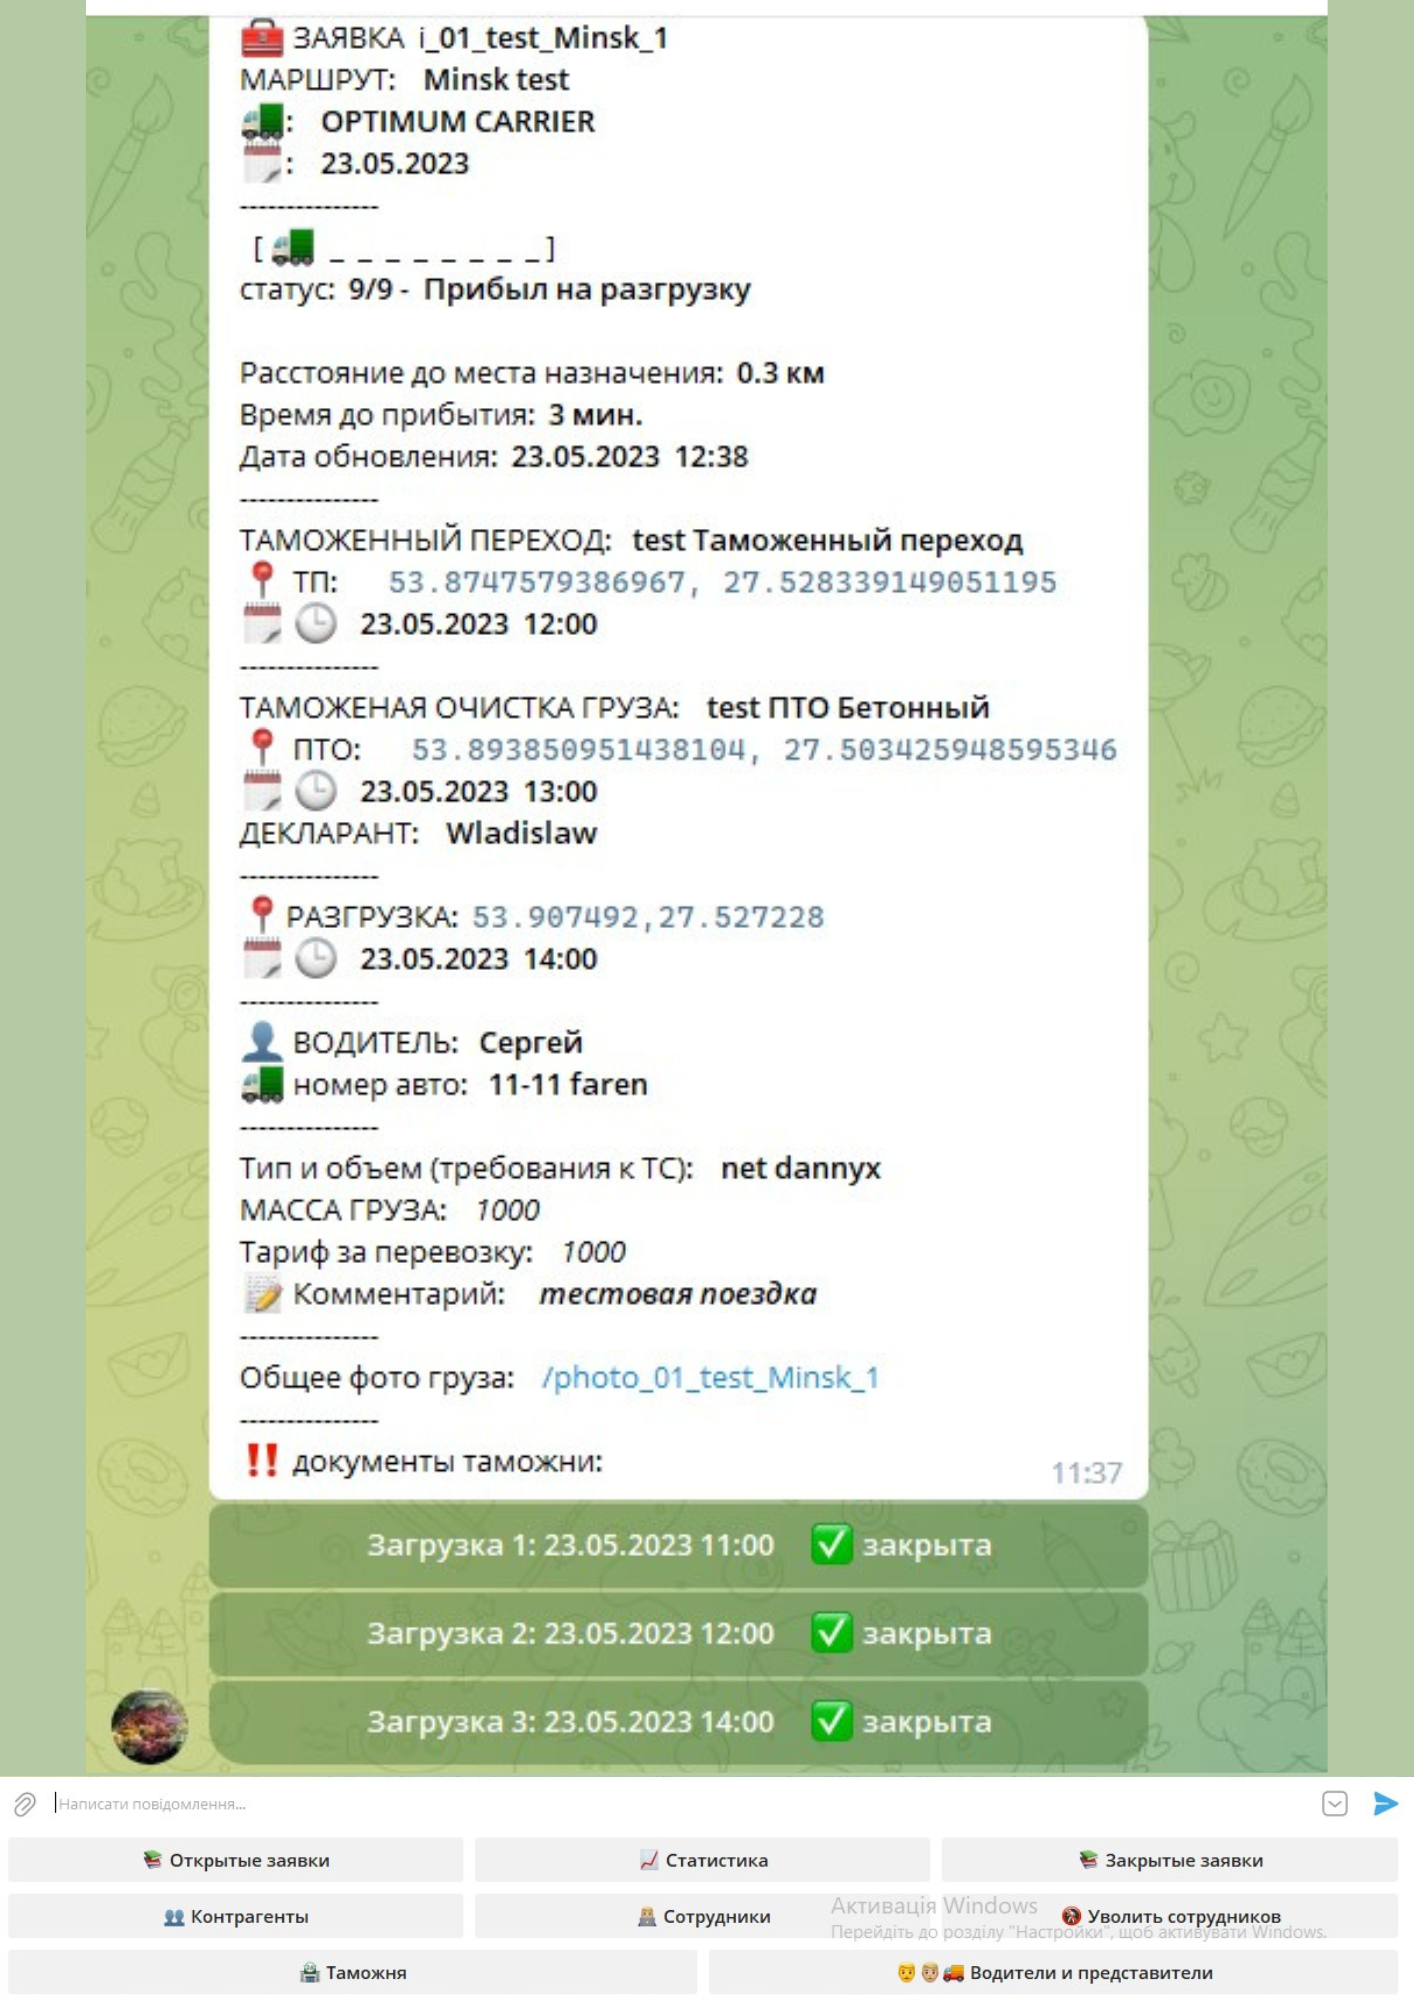 🧰 ЗАЯВКА i_01_test_Minsk_1
МАРШРУТ: Minsk test
🚛: OPTIMUM CARRIER
🗓: 23.05.2023
---------------
[🚛 _ _ _ _ _ _ _ _]
статус: 9/9 - Прибыл на разгрузку
Расстояние до места назначения: 0.3 км
Время до прибытия: 3 мин.
Дата обновления: 23.05.2023 12:38
---------------
ТАМОЖЕННЫЙ ПЕРЕХОД: test Таможенный переход
📍 ТП: 53.8747579386967, 27.528339149051195
🗓🕒 23.05.2023 12:00
---------------
ТАМОЖЕНАЯ ОЧИСТКА ГРУЗА: test ПТО Бетонный
📍 ПТО: 53.893850951438104, 27.503425948595346
🗓🕒 23.05.2023 13:00
ДЕКЛАРАНТ: Wladislaw
---------------
📍 РАЗГРУЗКА: 53.907492,27.527228
🗓🕒 23.05.2023 14:00
---------------
👤 ВОДИТЕЛЬ: Сергей
🚛 номер авто: 11-11 faren
---------------
Тип и объем (требования к ТС): net dannyx
МАССА ГРУЗА: 1000
Тариф за перевозку: 1000
📝 Комментарий: тестовая поездка
---------------
Общее фото груза: /photo_01_test_Minsk_1
---------------
‼️ документы таможни:
11:37
Загрузка 1: 23.05.2023 11:00 ✅ закрыта
Загрузка 2: 23.05.2023 12:00 ✅ закрыта
Загрузка 3: 23.05.2023 14:00 ✅ закрыта
Написати повідомлення...
📚 Открытые заявки
📈 Статистика
📚 Закрытые заявки
👥 Контрагенты
Сотрудники
Активація Windows
Уволить сотрудников
Перейдіть до розділу "Настройки", щоб активувати Windows.
Таможня
Водители и представители